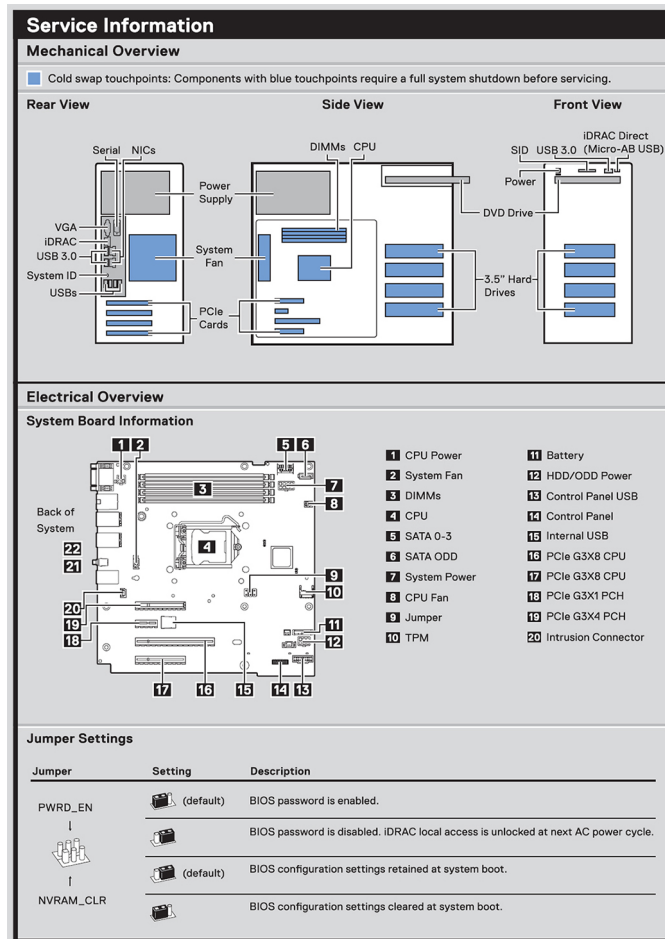 Service Information
Mechanical Overview
Cold swap touchpoints: Components with blue touchpoints require a full system shutdown before servicing.
Rear View
Side View
Front View
Serial NICs
VGA
iDRAC
USB 3.0
System ID
USBs
Power
Supply
System
Fan
PCIe
Cards
DIMMs CPU
DVD Drive
3.5" Hard
Drives
iDRAC Direct
SID USB 3.0 (Micro-AB USB)
Power
Electrical Overview
System Board Information
Back of
System
1
2
3
4
5
6
7
8
9
10
11
12
13
14
15
16
17
18
19
20
21
22
1 CPU Power
2 System Fan
3 DIMMs
4 CPU
5 SATA 0-3
6 SATA ODD
7 System Power
8 CPU Fan
9 Jumper
10 TPM
11 Battery
12 HDD/ODD Power
13 Control Panel USB
14 Control Panel
15 Internal USB
16 PCIe G3X8 CPU
17 PCIe G3X8 CPU
18 PCIe G3X1 PCH
19 PCIe G3X4 PCH
20 Intrusion Connector
Jumper Settings
Jumper Setting Description
PWRD_EN
NVRAM_CLR
(default) BIOS password is enabled.
BIOS password is disabled. iDRAC local access is unlocked at next AC power cycle.
(default) BIOS configuration settings retained at system boot.
BIOS configuration settings cleared at system boot.